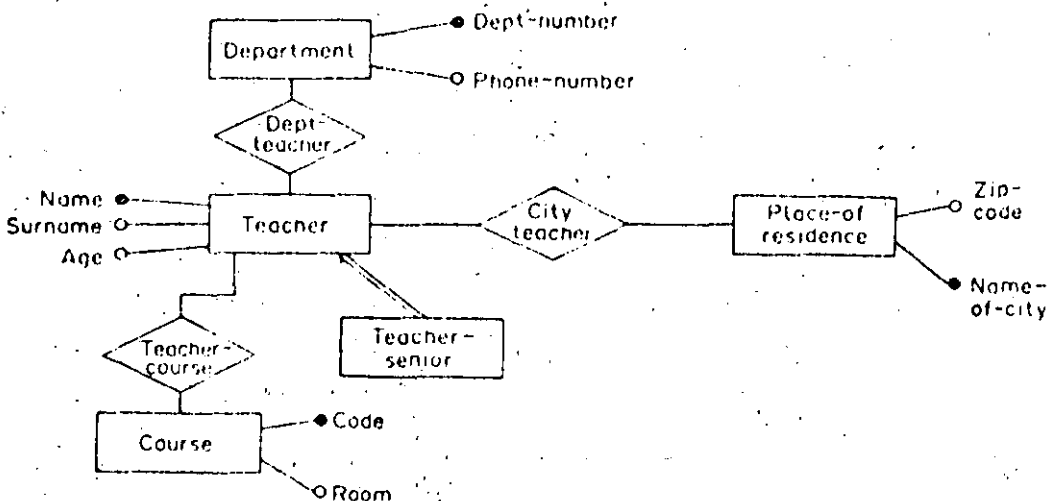 Dept-number
Department
Phone-number
Dept-
teacher
Name
Surname
Age
Teacher
City
teacher
Place-of
residence
Zip-
code
Name-
of-city
Teacher-
senior
Teacher-
course
Course
Code
Room